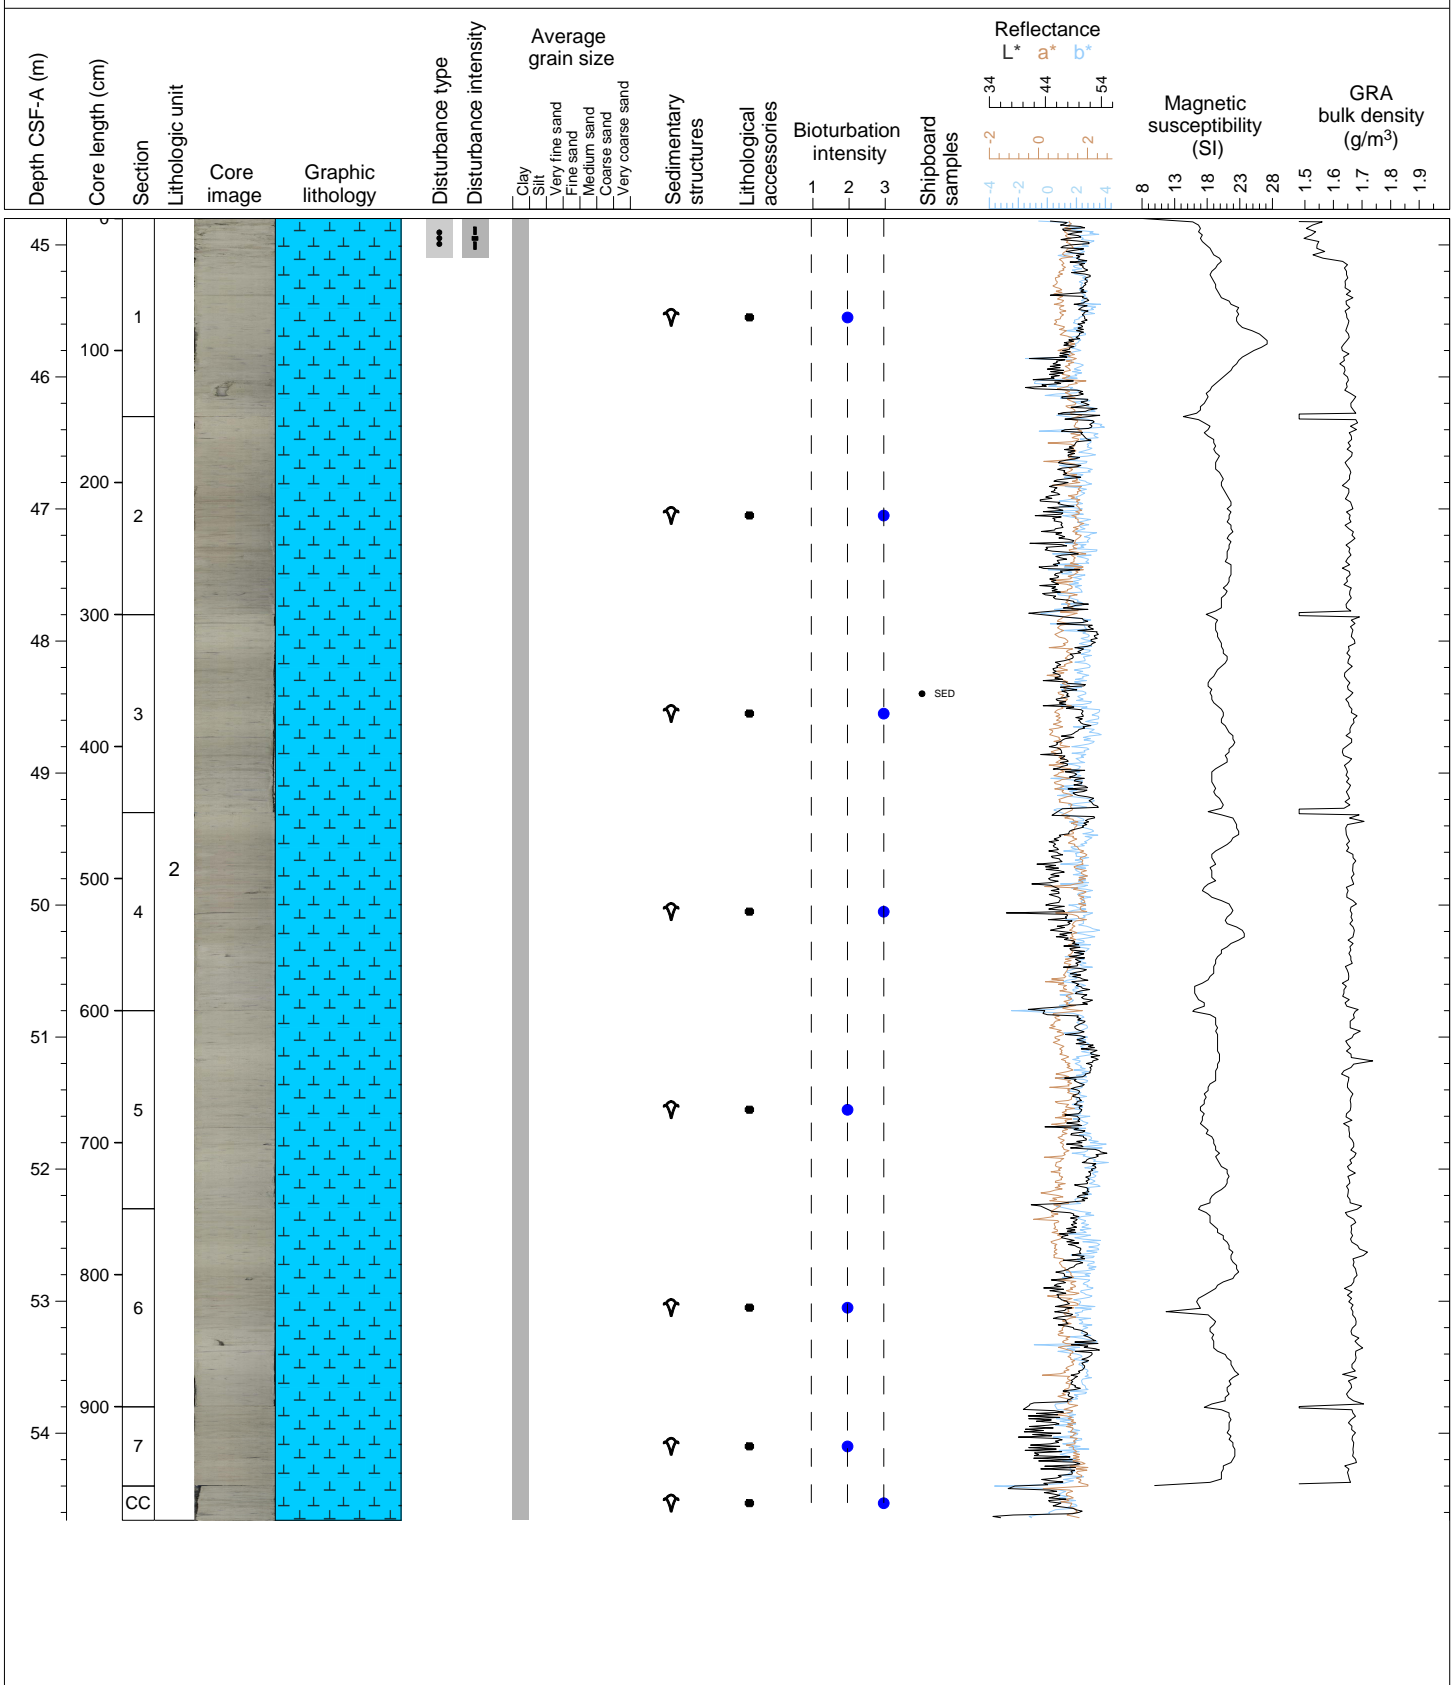 Depth CSF-A (m)
Core length (cm)
Section
Lithologic unit
Core
image
Graphic
lithology
Disturbance type
Disturbance intensity
Average
grain size
Clay
Silt
Very fine sand
Fine sand
Medium sand
Coarse sand
Very coarse sand
Sedimentary
structures
Lithological
accessories
Bioturbation
intensity
1 2 3
Shipboard
samples
Reflectance
L* a* b*
34 44 54
-2 0 2
-4 -2 0 2 4
Magnetic
susceptibility
(SI)
8 13 18 23 28
GRA
bulk density
(g/m3)
1.5 1.6 1.7 1.8 1.9
0
45
1
100
46
200
47
2
300
48
SED
3
400
49
2
500
50
4
600
51
5
700
52
800
53
6
900
54
7
CC